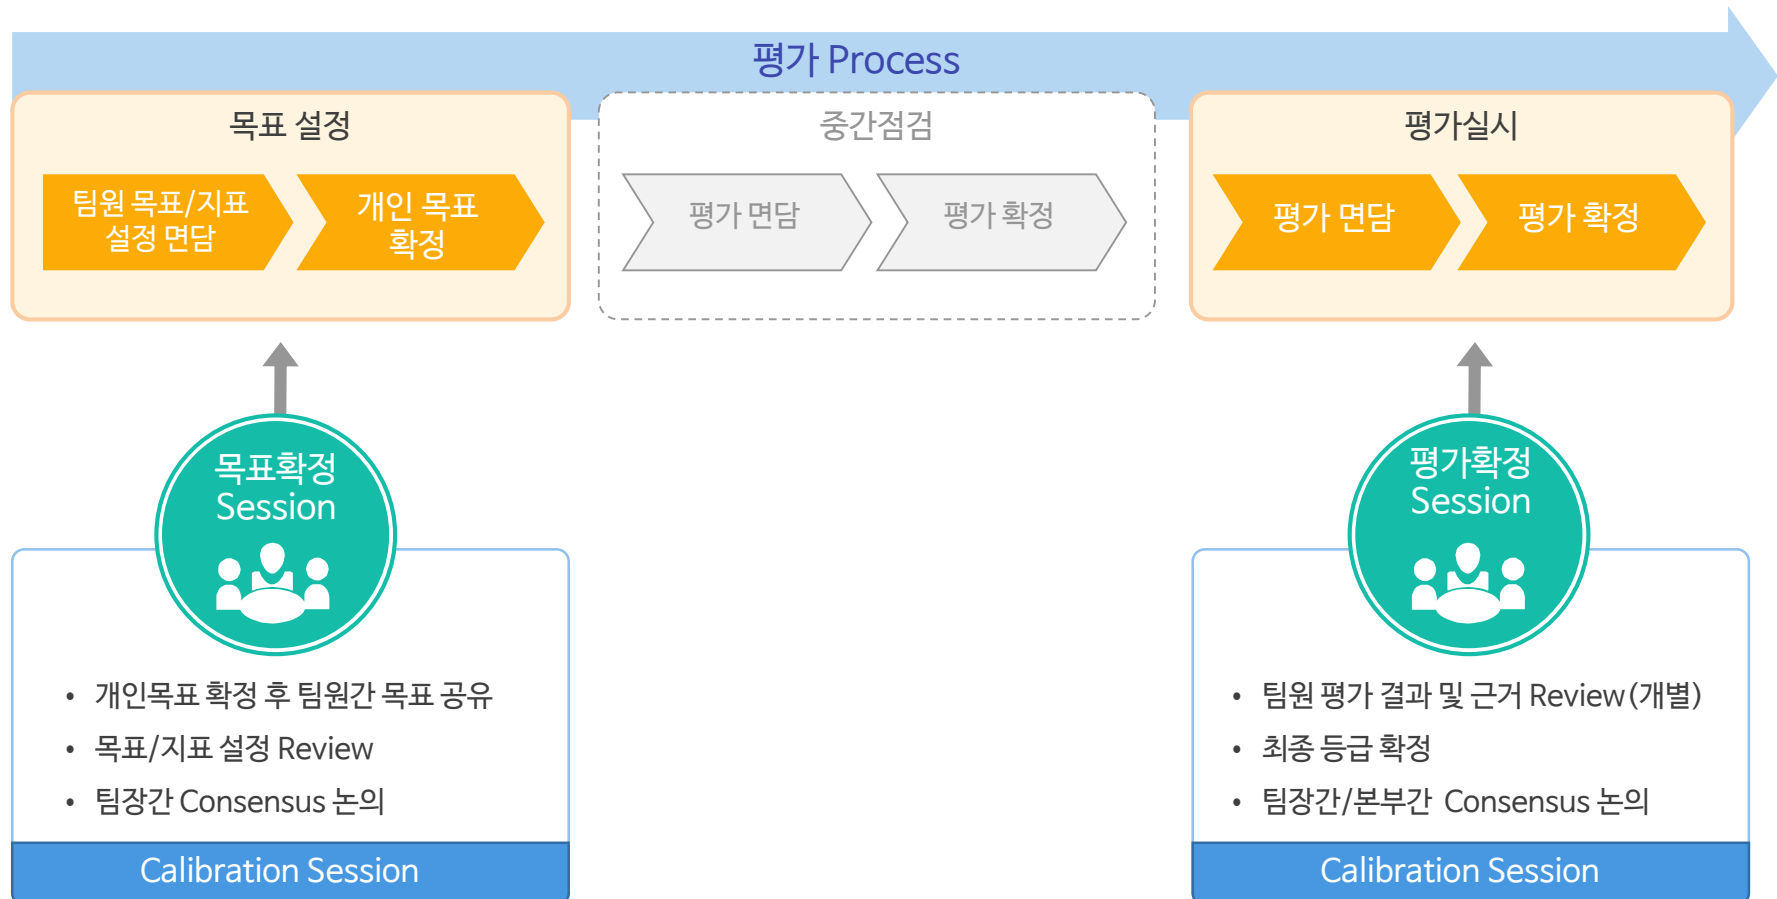 평가 Process
목표 설정
팀원 목표/지표
설정 면담
개인 목표
확정
중간점검
평가 면담
평가 확정
평가실시
평가 면담
평가 확정
목표확정
Session
• 개인목표 확정 후 팀원간 목표 공유
• 목표/지표 설정 Review
• 팀장간 Consensus 논의
Calibration Session
평가확정
Session
• 팀원 평가 결과 및 근거 Review(개별)
• 최종 등급 확정
• 팀장간/본부간 Consensus 논의
Calibration Session